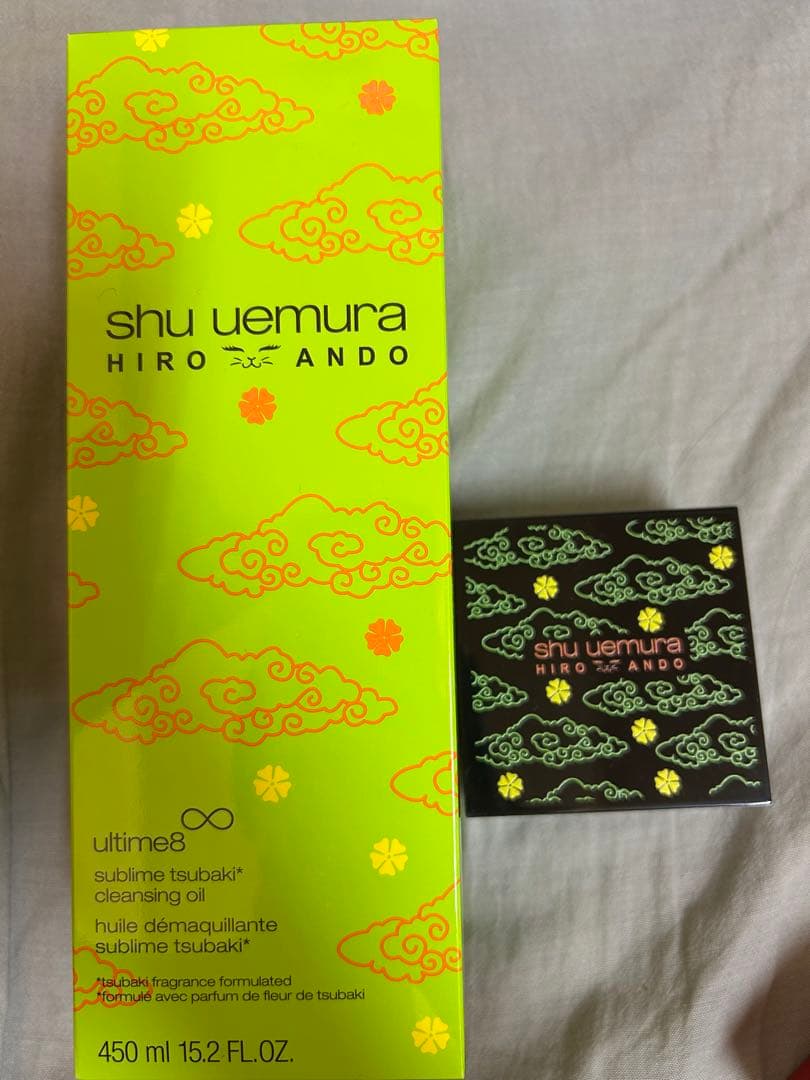 shu uemura
HIRO ANDO
ultime8
sublime tsubaki*
cleansing oil
huile démaquillante
sublime tsubaki*
*tsubaki fragrance formulated
*formulé avec parfum de fleur de tsubaki
450 ml 15.2 FL.OZ.
shu uemura
HIRO ANDO